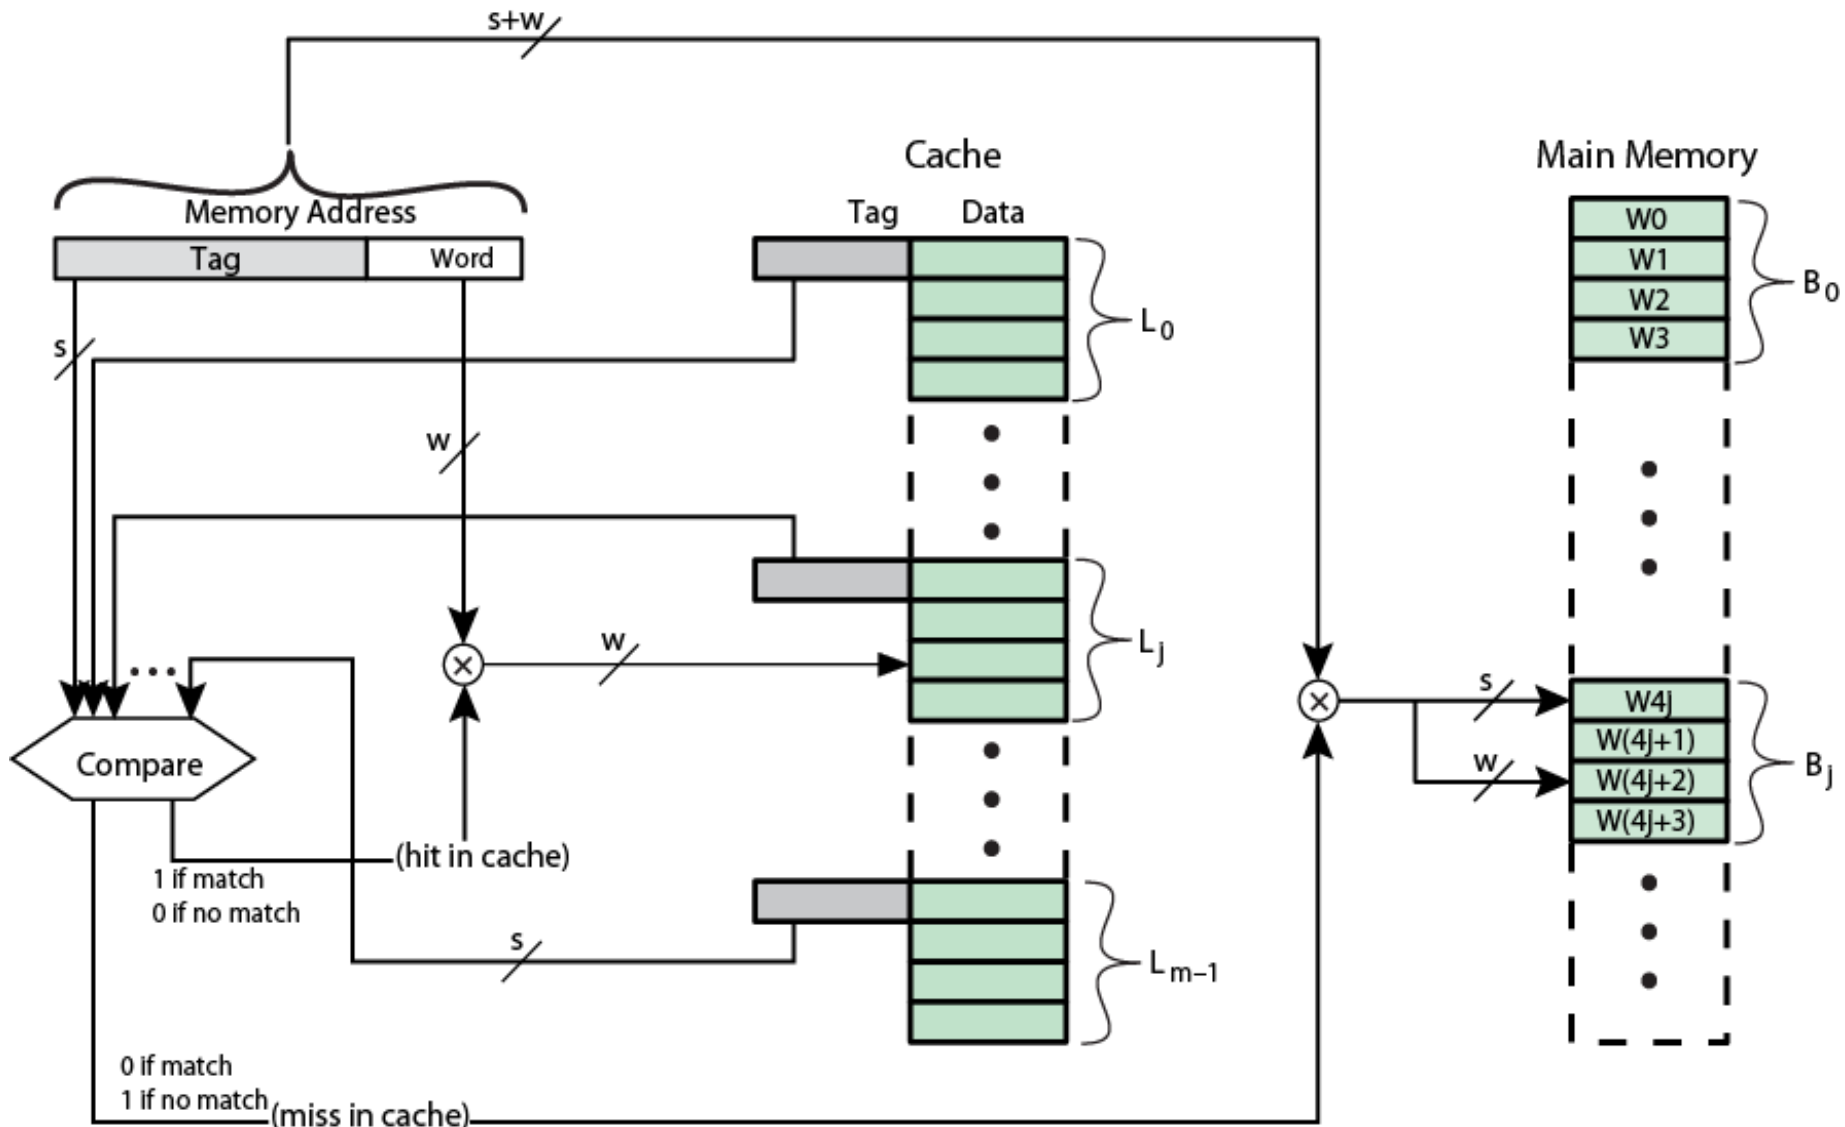 s+w
Cache
Main Memory
Memory Address
Tag Data
Tag Word
W0
W1
W2
W3
B0
L0
s
w
Lj
w
s
W4j
W(4j+1)
w
W(4j+2)
W(4j+3)
Bj
Compare
(hit in cache)
1 if match
0 if no match
s
Lm–1
0 if match
1 if no match
(miss in cache)